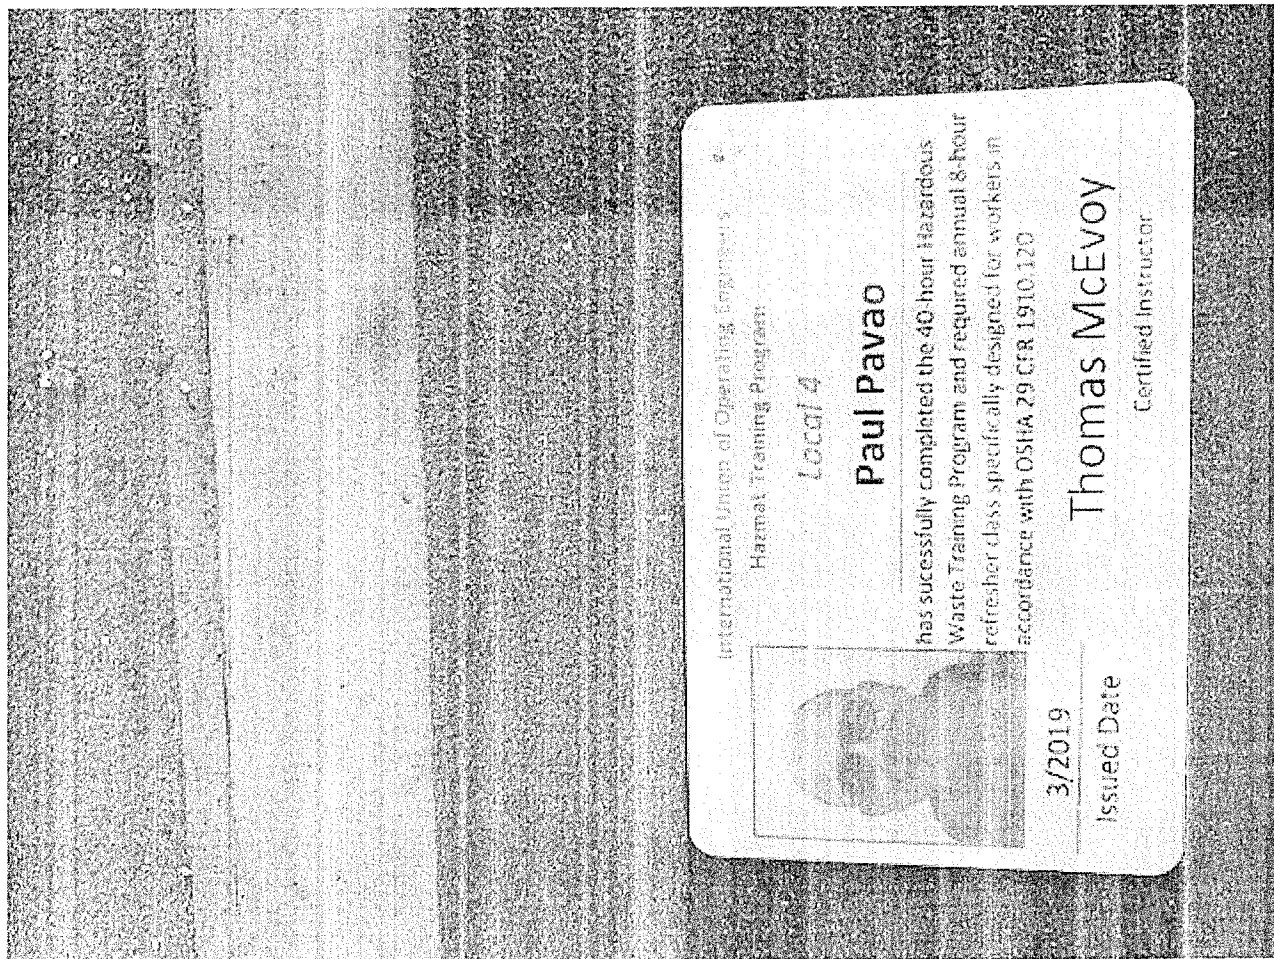 International Union of Operating Engineers
Hazmat Training Program
Local 4
Paul Pavao
has sucessfully completed the 40-hour Hazardous
Waste Training Program and required annual 8-hour
refresher class specifically designed for workers in
accordance with OSHA 29 CFR 1910.120
3/2019
Issued Date
Thomas McEvoy
Certified Instructor